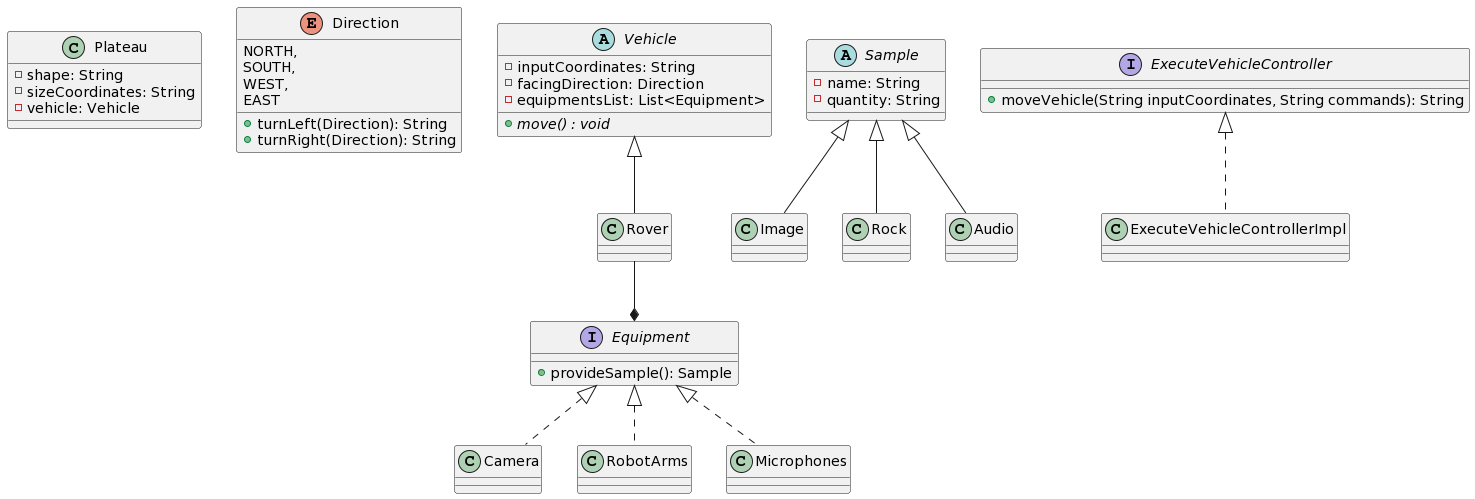 C Plateau
shape: String
sizeCoordinates: String
vehicle: Vehicle
E Direction
NORTH,
SOUTH,
WEST,
EAST
turnLeft(Direction): String
turnRight(Direction): String
A Vehicle
inputCoordinates: String
facingDirection: Direction
equipmentsList: List<Equipment>
move() : void
A Sample
name: String
quantity: String
I ExecuteVehicleController
moveVehicle(String inputCoordinates, String commands): String
C Rover
C Image
C Rock
C Audio
C ExecuteVehicleControllerImpl
I Equipment
provideSample(): Sample
C Camera
C RobotArms
C Microphones